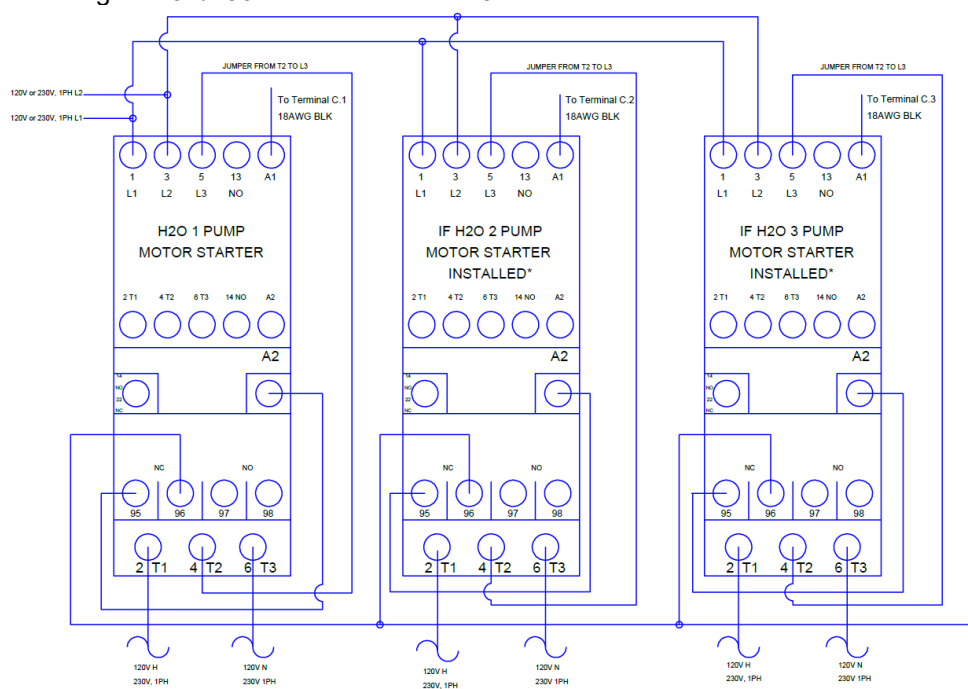 JUMPER FROM T2 TO L3
JUMPER FROM T2 TO L3
JUMPER FROM T2 TO L3
120V or 230V, 1PH L2
120V or 230V, 1PH L1
To Terminal C.1
18AWG BLK
To Terminal C.2
18AWG BLK
To Terminal C.3
18AWG BLK
1 3 5 13 A1
L1 L2 L3 NO
1 3 5 13 A1
L1 L2 L3 NO
1 3 5 13 A1
L1 L2 L3 NO
H2O 1 PUMP
MOTOR STARTER
IF H2O 2 PUMP
MOTOR STARTER
INSTALLED*
IF H2O 3 PUMP
MOTOR STARTER
INSTALLED*
2 T1 4 T2 6 T3 14 NO A2
2 T1 4 T2 6 T3 14 NO A2
2 T1 4 T2 6 T3 14 NO A2
A2
A2
A2
14
NO
22
NC
14
NO
22
NC
14
NO
22
NC
NC NO
NC NO
NC NO
95 96 97 98
95 96 97 98
95 96 97 98
2 T1 4 T2 6 T3
2 T1 4 T2 6 T3
2 T1 4 T2 6 T3
120V H
230V, 1PH
120V N
230V 1PH
120V H
230V, 1PH
120V N
230V 1PH
120V H
230V, 1PH
120V N
230V 1PH